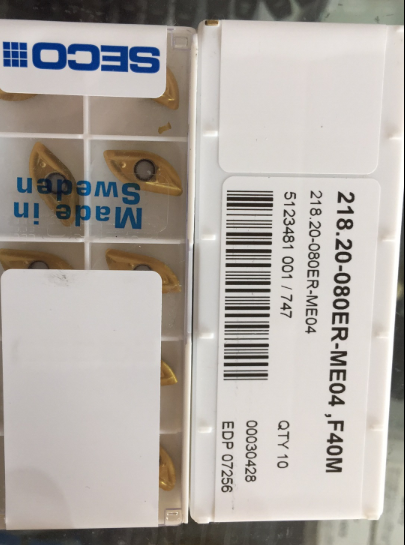 SECO
Made in
Sweden
218.20-080ER-ME04 ,F40M
218.20-080ER-ME04
5123481 001 / 747
QTY 10
00030428
EDP 07256